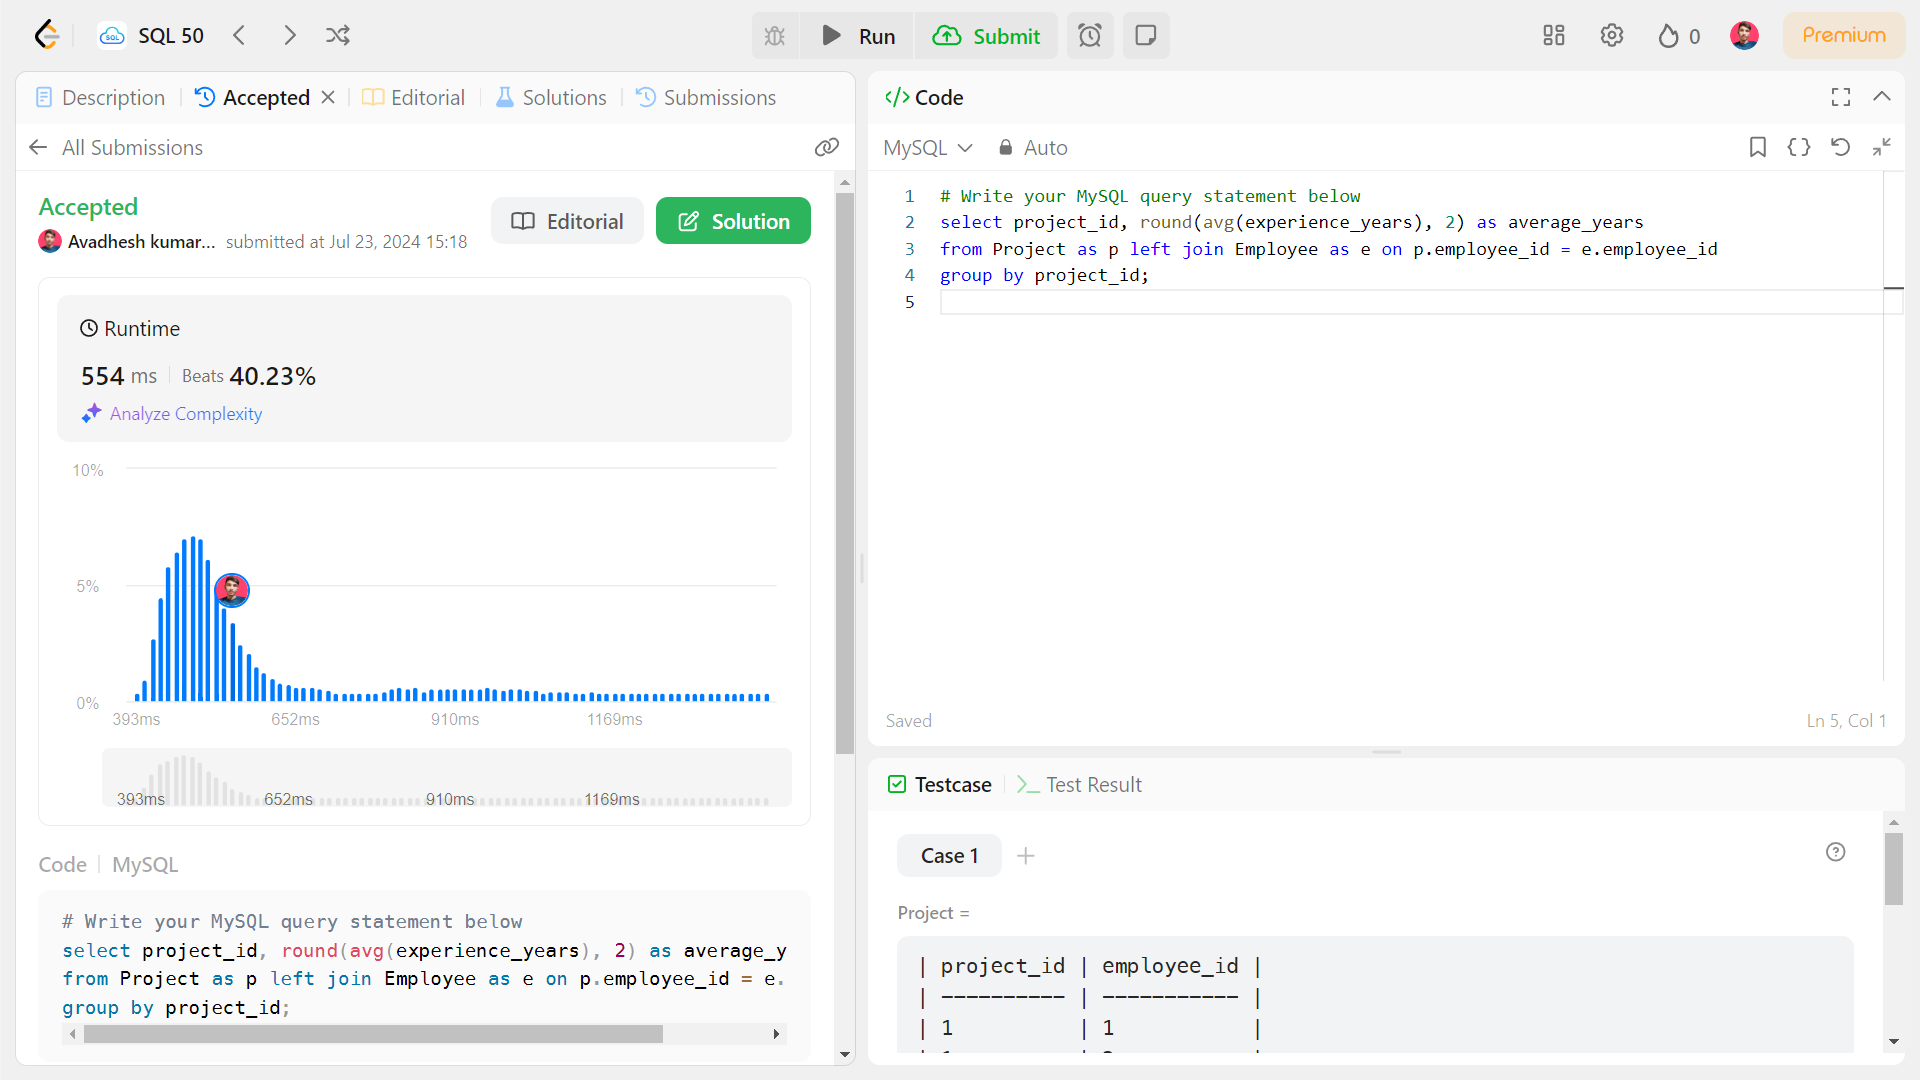 SQL 50
Run
Submit
0
Premium
Description
Accepted
Editorial
Solutions
Submissions
All Submissions
Accepted
Avadhesh kumar...
submitted at Jul 23, 2024 15:18
Editorial
Solution
Runtime
554 ms
Beats 40.23%
Analyze Complexity
10%
5%
0%
393ms
652ms
910ms
1169ms
393ms
652ms
910ms
1169ms
Code
MySQL
# Write your MySQL query statement below
select project_id, round(avg(experience_years), 2) as average_y
from Project as p left join Employee as e on p.employee_id = e.
group by project_id;
</> Code
MySQL
Auto
1 # Write your MySQL query statement below
2 select project_id, round(avg(experience_years), 2) as average_years
3 from Project as p left join Employee as e on p.employee_id = e.employee_id
4 group by project_id;
5
Saved
Ln 5, Col 1
Testcase
Test Result
Case 1
Project =
| project_id | employee_id |
| ---------- | ----------- |
| 1 | 1 |